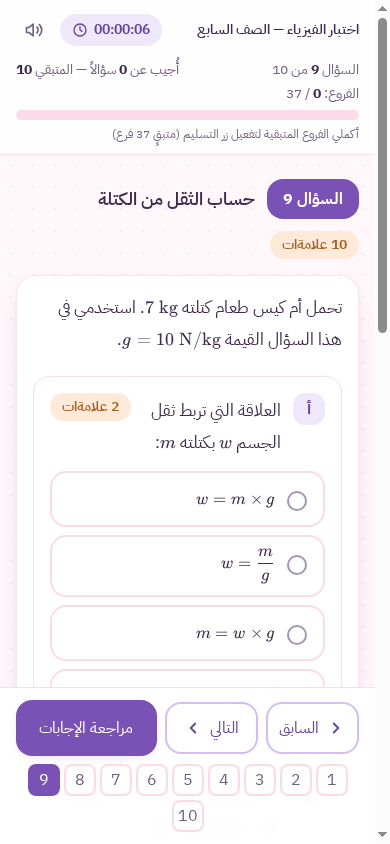 اختبار الفيزياء — الصف السابع
00:00:06
السؤال 9 من 10
أُجيب عن 0 سؤالاً — المتبقي 10
الفروع: 0 / 37
أكملي الفروع المتبقية لتفعيل زر التسليم (متبقٍ 37 فرع)
السؤال 9
حساب الثقل من الكتلة
10 علامةات
تحمل أم كيس طعام كتلته 7 kg. استخدمي في
هذا السؤال القيمة g = 10 N/kg.
أ
العلاقة التي تربط ثقل
2 علامةات
الجسم w بكتلته m:
w = m × g
w = m/g
m = w × g
السابق
التالي
مراجعة الإجابات
1 2 3 4 5 6 7 8 9
10